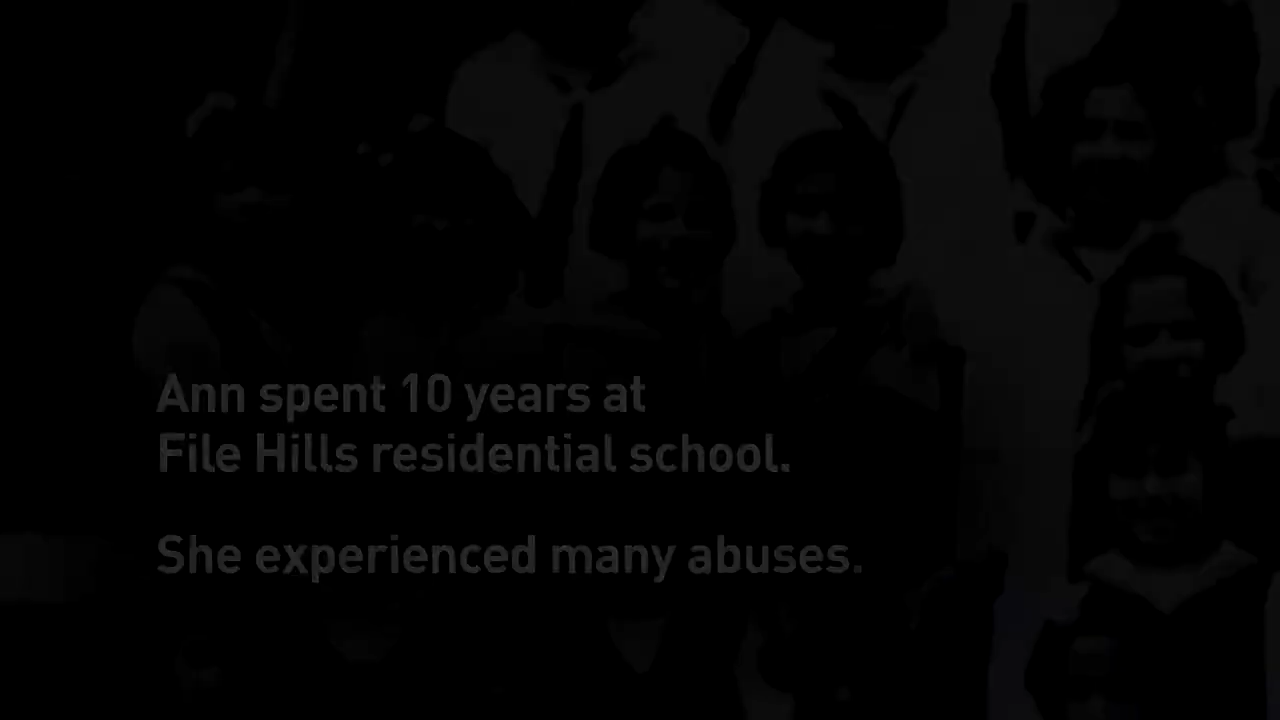 Ann spent 10 years at
File Hills residential school.
She experienced many abuses.